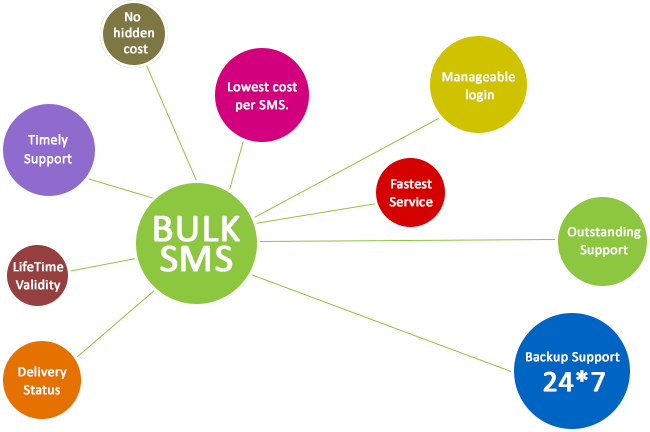 No
hidden
cost
Lowest cost
per SMS.
Manageable
login
Timely
Support
Fastest
Service
BULK
SMS
Outstanding
Support
LifeTime
Validity
Delivery
Status
Backup Support
24*7